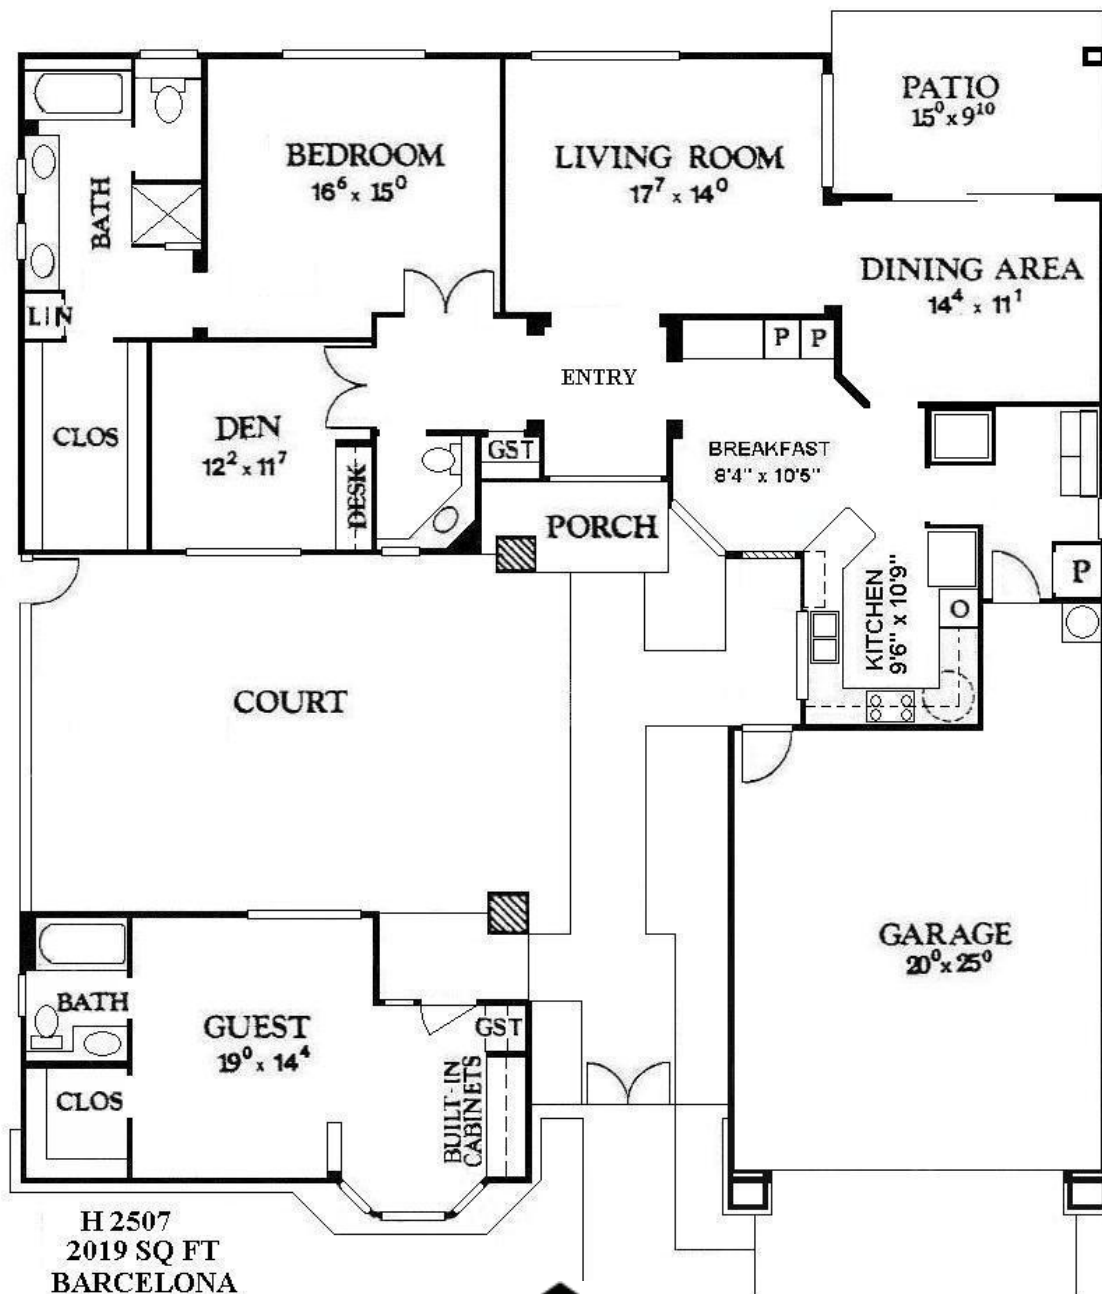 PATIO
15⁰ x 9¹⁰
BEDROOM
16⁶ x 15⁰
LIVING ROOM
17⁷ x 14⁰
BATH
DINING AREA
14⁴ x 11¹
LIN
P P
ENTRY
CLOS
DEN
12² x 11⁷
DESK
GST
BREAKFAST
8'4" x 10'5"
PORCH
P
KITCHEN
9'6" x 10'9"
O
COURT
GARAGE
20⁰ x 25⁰
BATH
GUEST
19⁰ x 14⁴
GST
CLOS
BUILT-IN
CABINETS
H 2507
2019 SQ FT
BARCELONA